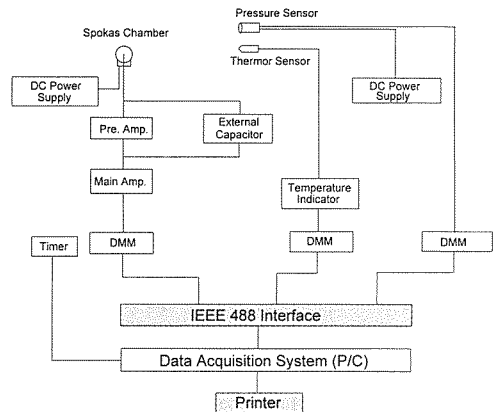 Pressure Sensor
Spokas Chamber
Thermor Sensor
DC Power
Supply
DC Power
Supply
External
Capacitor
Pre. Amp.
Main Amp.
Temperature
Indicator
Timer
DMM
DMM
DMM
IEEE 488 Interface
Data Acquisition System (P/C)
Printer